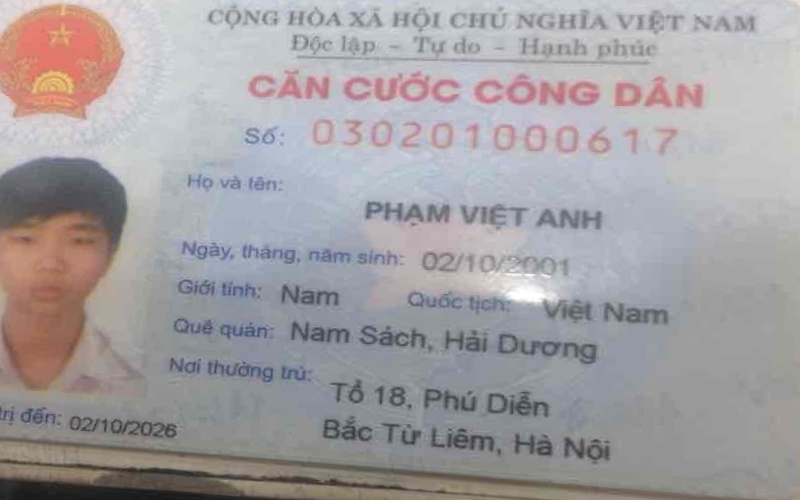 CỘNG HÒA XÃ HỘI CHỦ NGHĨA VIỆT NAM
Độc lập - Tự do - Hạnh phúc
CĂN CƯỚC CÔNG DÂN
Số: 030201000617
Họ và tên:
PHẠM VIỆT ANH
Ngày, tháng, năm sinh: 02/10/2001
Giới tính: Nam Quốc tịch: Việt Nam
Quê quán: Nam Sách, Hải Dương
Nơi thường trú:
Tổ 18, Phú Diễn
Bắc Từ Liêm, Hà Nội
trị đến: 02/10/2026